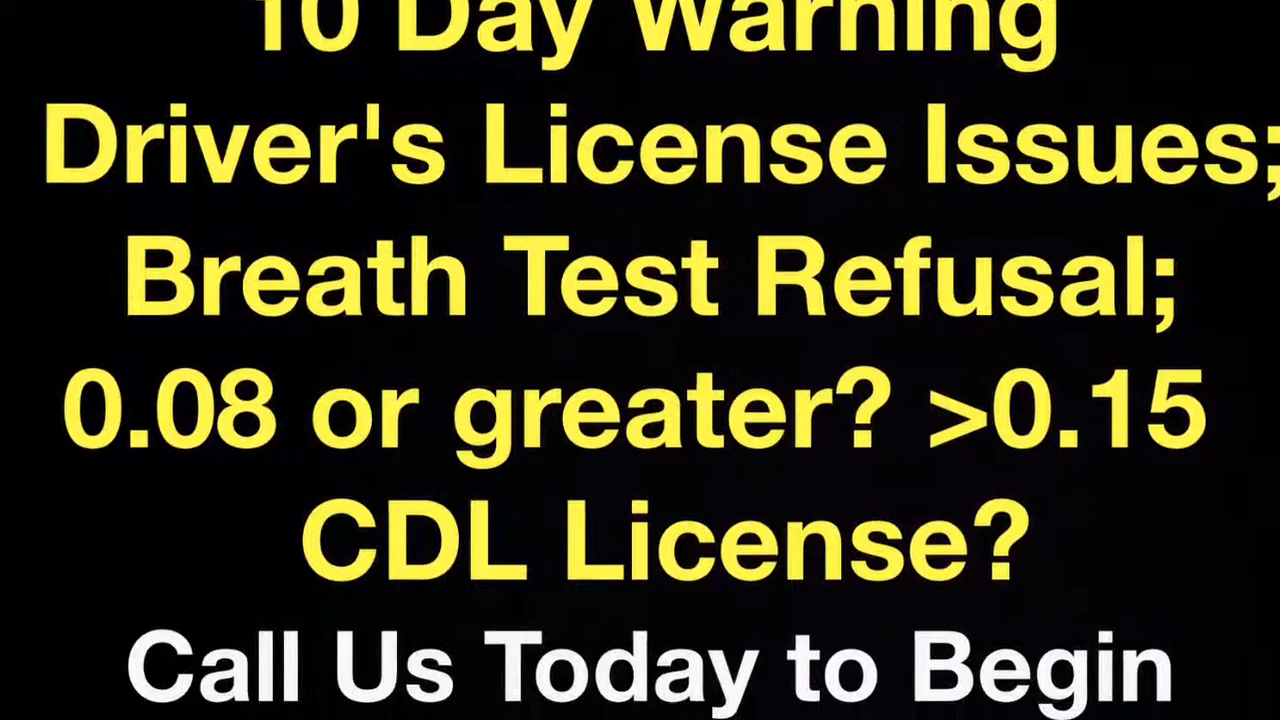 10 Day Warning
Driver's License Issues;
Breath Test Refusal;
0.08 or greater? >0.15
CDL License?
Call Us Today to Begin